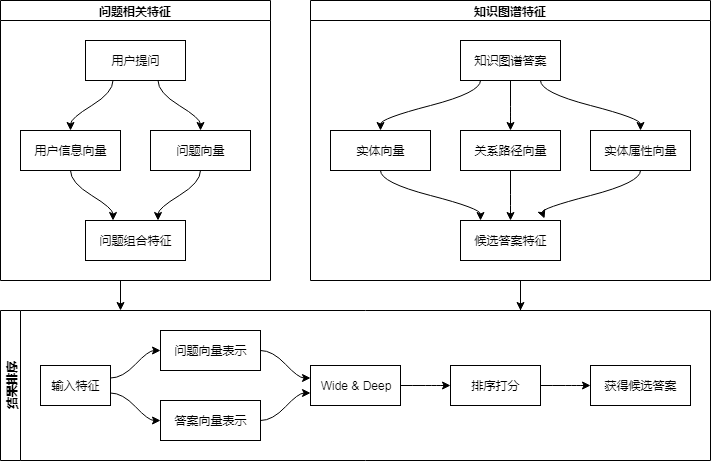 问题相关特征
用户提问
用户信息向量
问题向量
问题组合特征
知识图谱特征
知识图谱答案
实体向量
关系路径向量
实体属性向量
候选答案特征
结果排序
输入特征
问题向量表示
答案向量表示
Wide & Deep
排序打分
获得候选答案